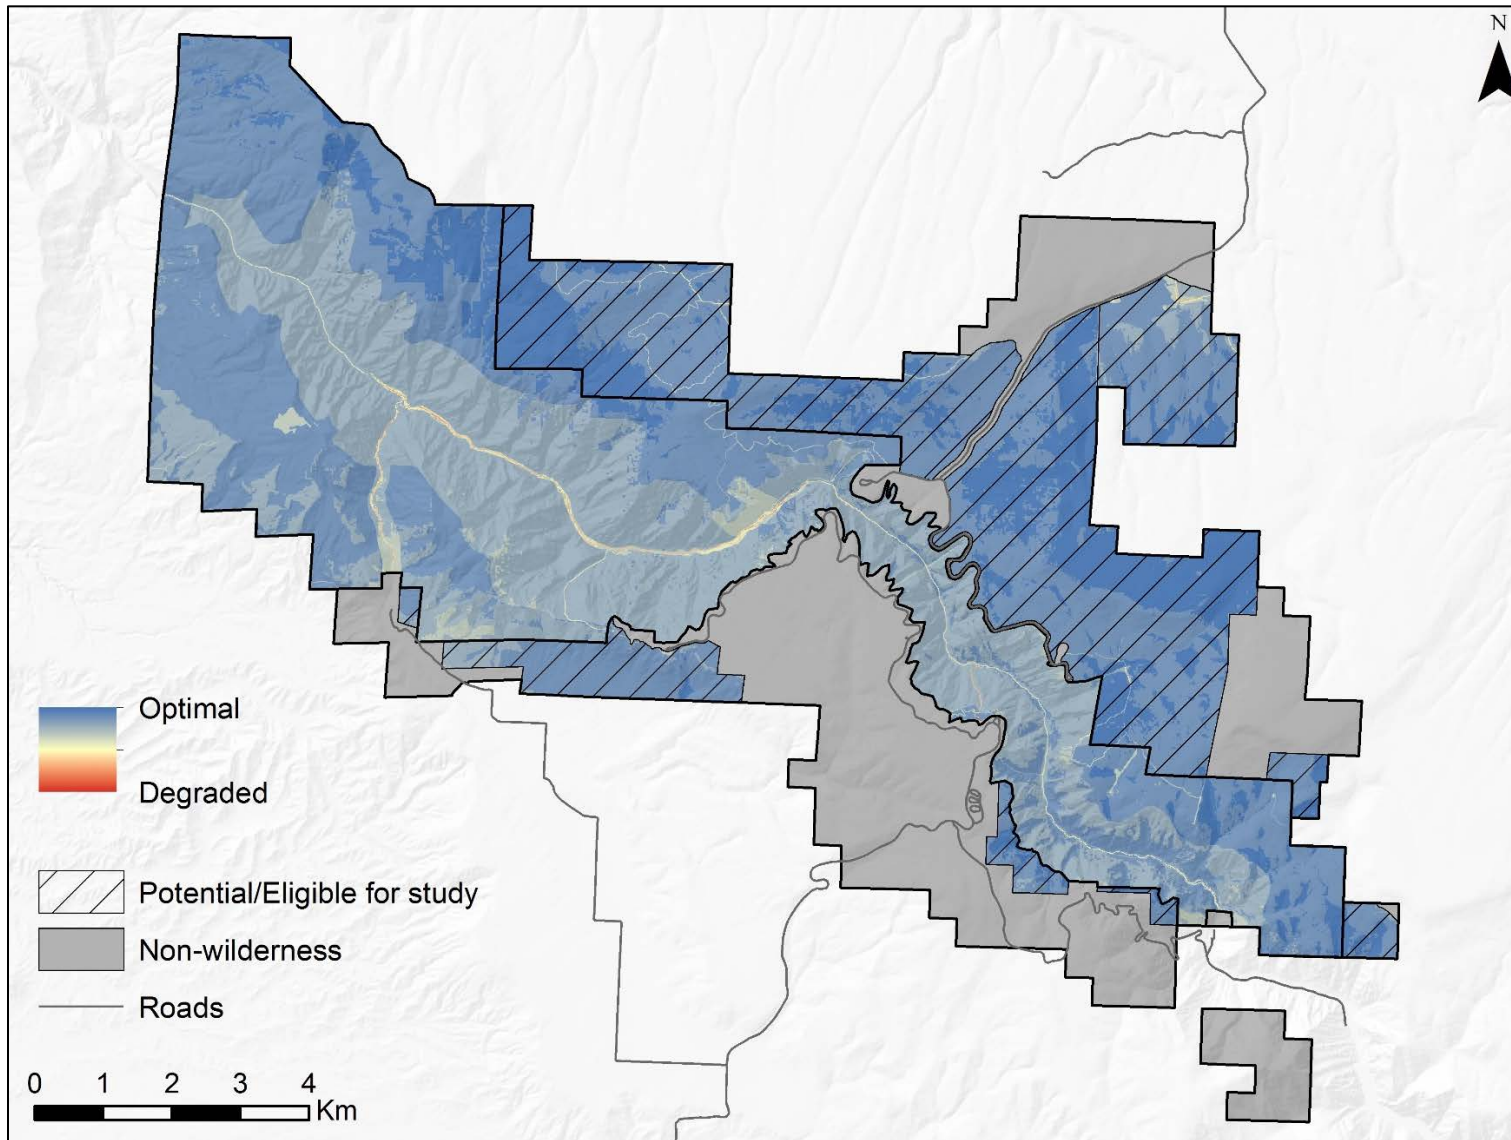 N
Optimal
Degraded
Potential/Eligible for study
Non-wilderness
Roads
0 1 2 3 4
Km